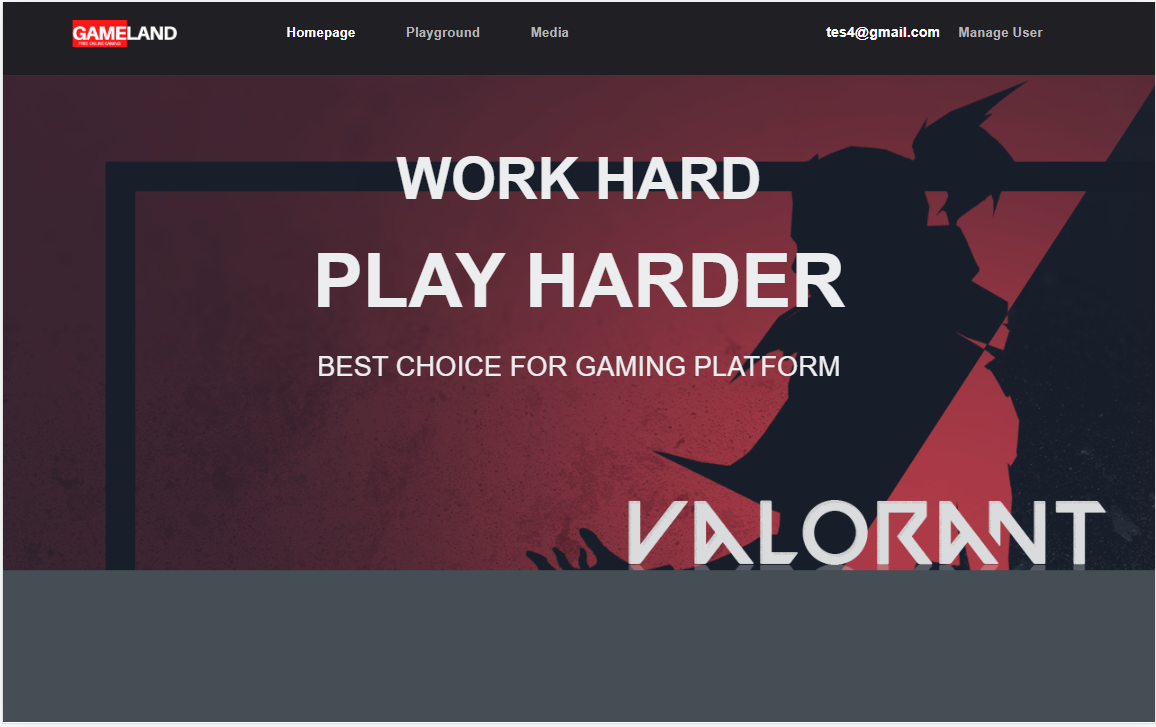 GAMELAND
FREE ONLINE GAMING
Homepage
Playground
Media
tes4@gmail.com
Manage User
WORK HARD
PLAY HARDER
BEST CHOICE FOR GAMING PLATFORM
VALORANT